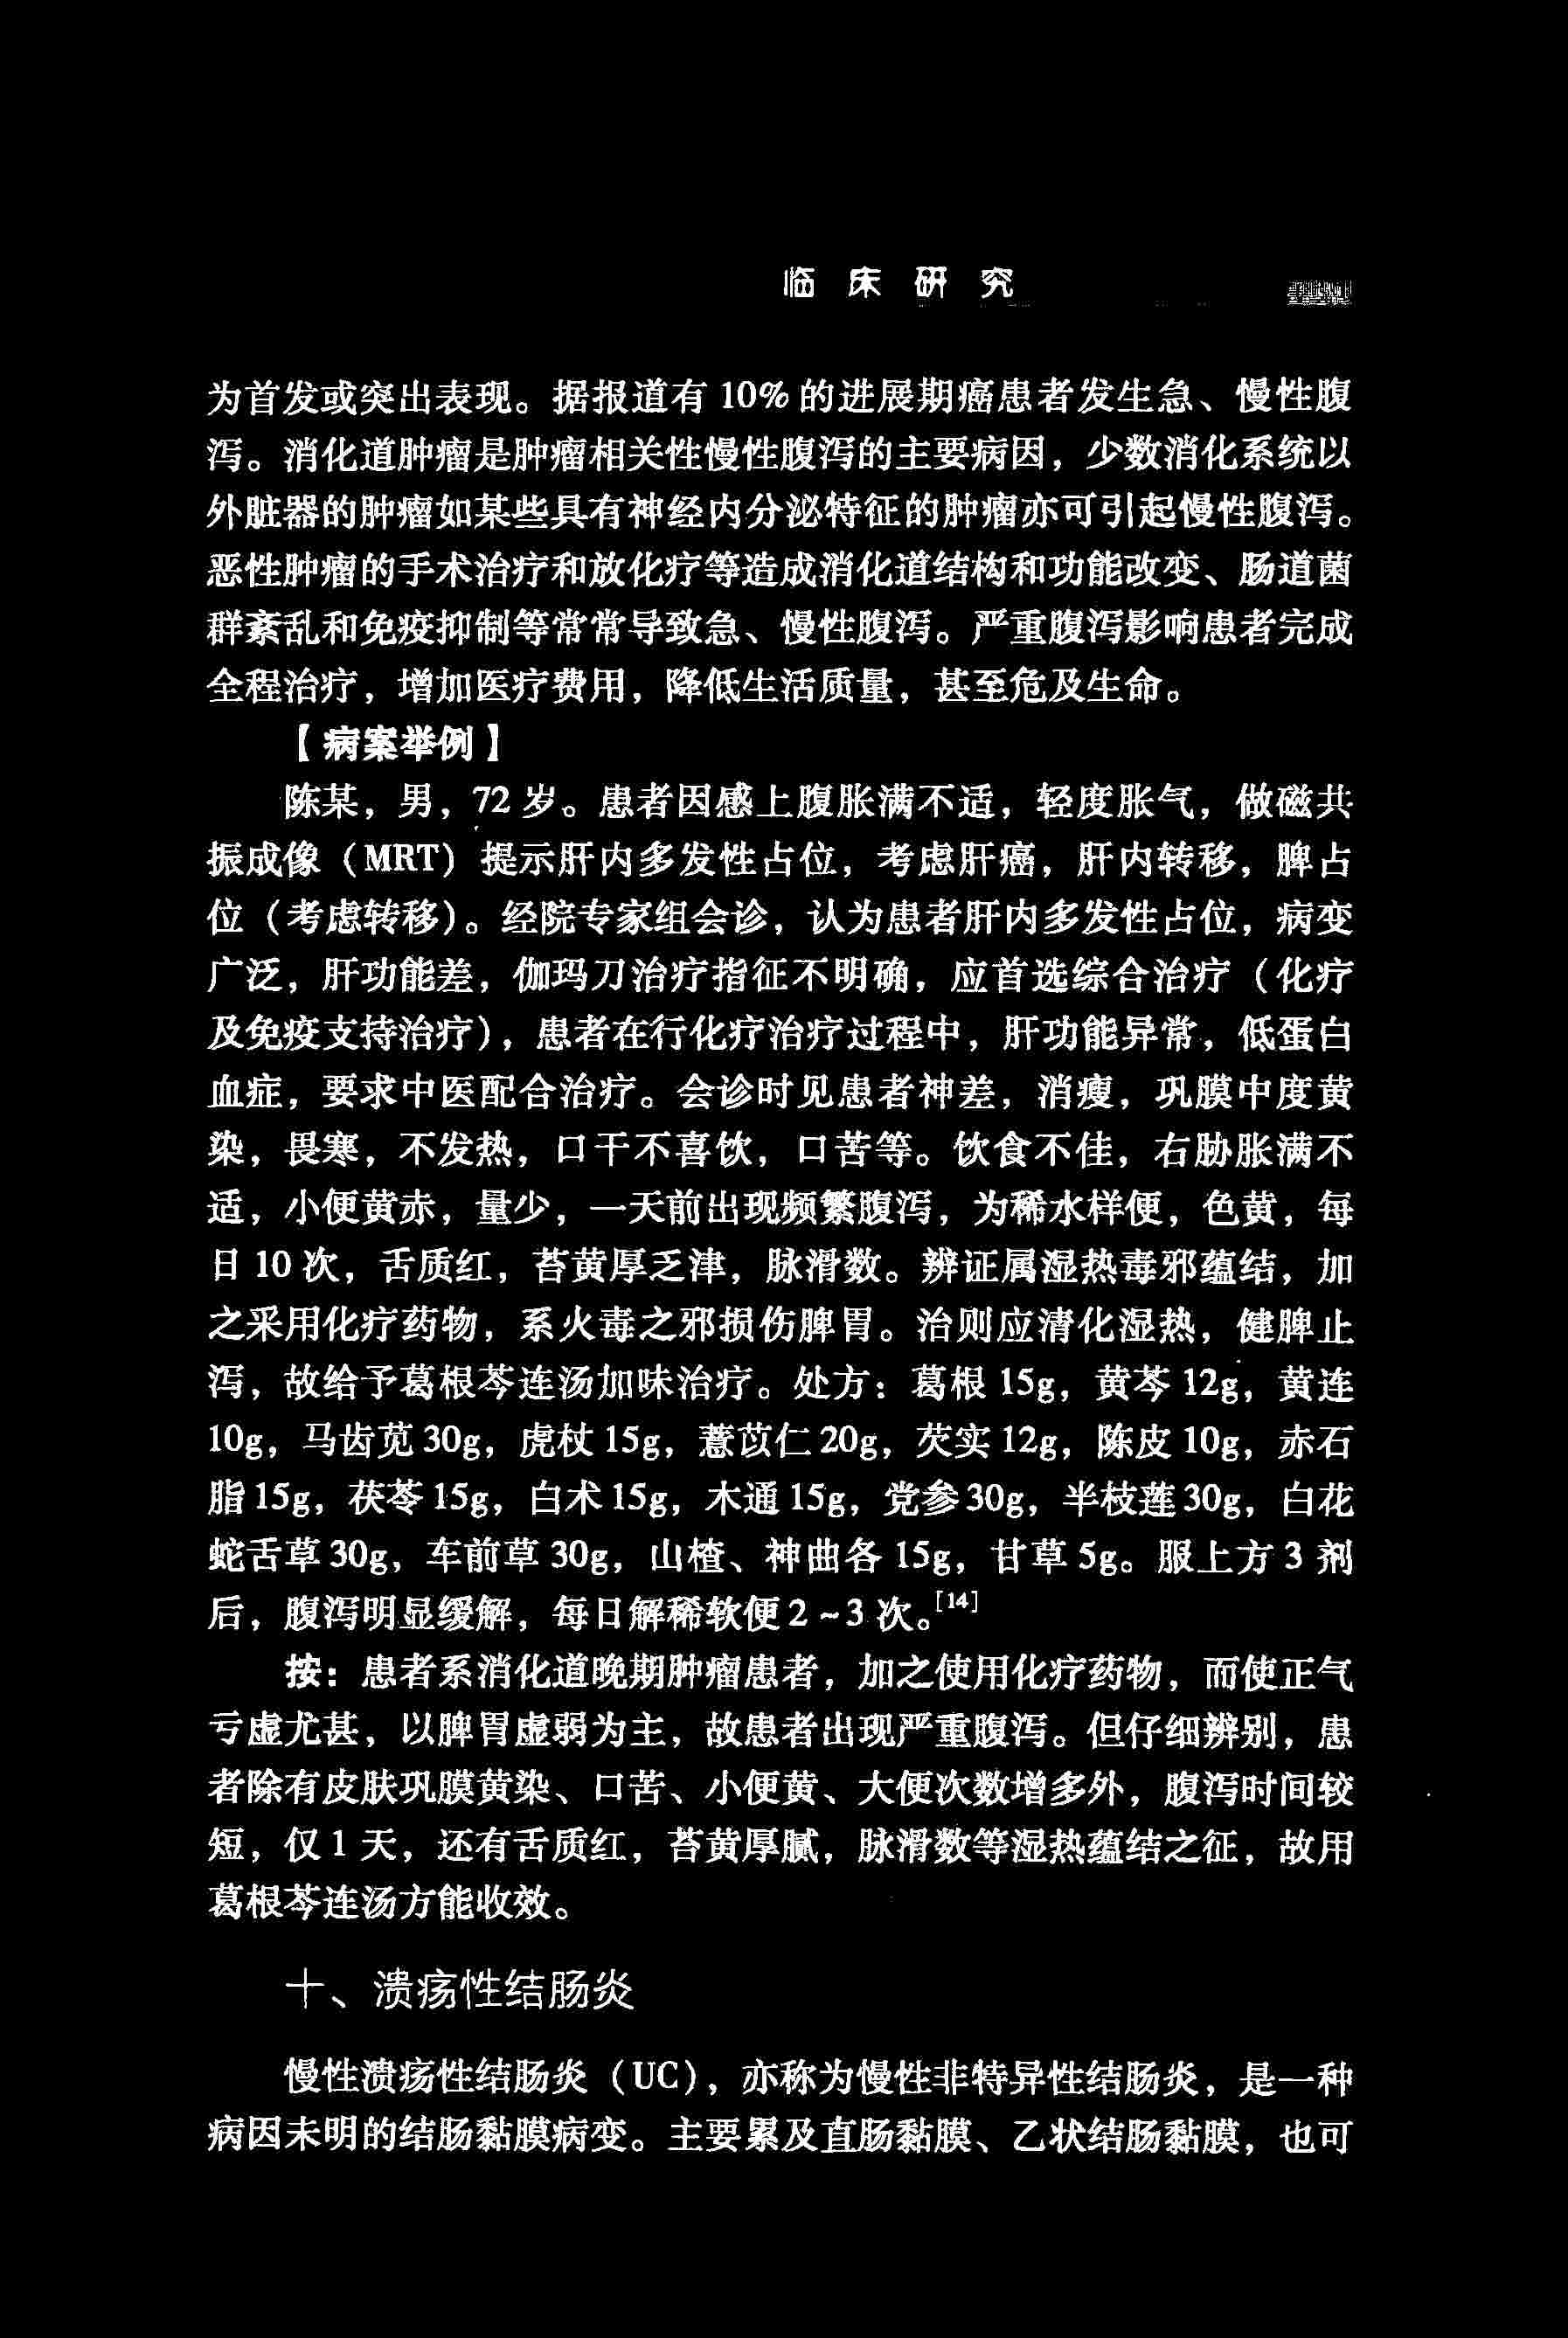 临床研究
为首发或突出表现。据报道有 10% 的进展期癌患者发生急、慢性腹
泻。消化道肿瘤是肿瘤相关性慢性腹泻的主要病因，少数消化系统以
外脏器的肿瘤如某些具有神经内分泌特征的肿瘤亦可引起慢性腹泻。
恶性肿瘤的手术治疗和放化疗等造成消化道结构和功能改变、肠道菌
群紊乱和免疫抑制等常常导致急、慢性腹泻。严重腹泻影响患者完成
全程治疗，增加医疗费用，降低生活质量，甚至危及生命。
【病案举例】
陈某，男，72 岁。患者因感上腹胀满不适，轻度胀气，做磁共
振成像（MRT）提示肝内多发性占位，考虑肝癌，肝内转移，脾占
位（考虑转移）。经院专家组会诊，认为患者肝内多发性占位，病变
广泛，肝功能差，伽玛刀治疗指征不明确，应首选综合治疗（化疗
及免疫支持治疗），患者在行化疗治疗过程中，肝功能异常，低蛋白
血症，要求中医配合治疗。会诊时见患者神差，消瘦，巩膜中度黄
染，畏寒，不发热，口干不喜饮，口苦等。饮食不佳，右胁胀满不
适，小便黄赤，量少，一天前出现频繁腹泻，为稀水样便，色黄，每
日 10 次，舌质红，苔黄厚乏津，脉滑数。辨证属湿热毒邪蕴结，加
之采用化疗药物，系火毒之邪损伤脾胃。治则应清化湿热，健脾止
泻，故给予葛根芩连汤加味治疗。处方：葛根 15g，黄芩 12g，黄连
10g，马齿苋 30g，虎杖 15g，薏苡仁 20g，芡实 12g，陈皮 10g，赤石
脂 15g，茯苓 15g，白术 15g，木通 15g，党参 30g，半枝莲 30g，白花
蛇舌草 30g，车前草 30g，山楂、神曲各 15g，甘草 5g。服上方 3 剂
后，腹泻明显缓解，每日解稀软便 2～3 次。[14]
按：患者系消化道晚期肿瘤患者，加之使用化疗药物，而使正气
亏虚尤甚，以脾胃虚弱为主，故患者出现严重腹泻。但仔细辨别，患
者除有皮肤巩膜黄染、口苦、小便黄、大便次数增多外，腹泻时间较
短，仅 1 天，还有舌质红，苔黄厚腻，脉滑数等湿热蕴结之征，故用
葛根芩连汤方能收效。
十、溃疡性结肠炎
慢性溃疡性结肠炎（UC），亦称为慢性非特异性结肠炎，是一种
病因未明的结肠黏膜病变。主要累及直肠黏膜、乙状结肠黏膜，也可